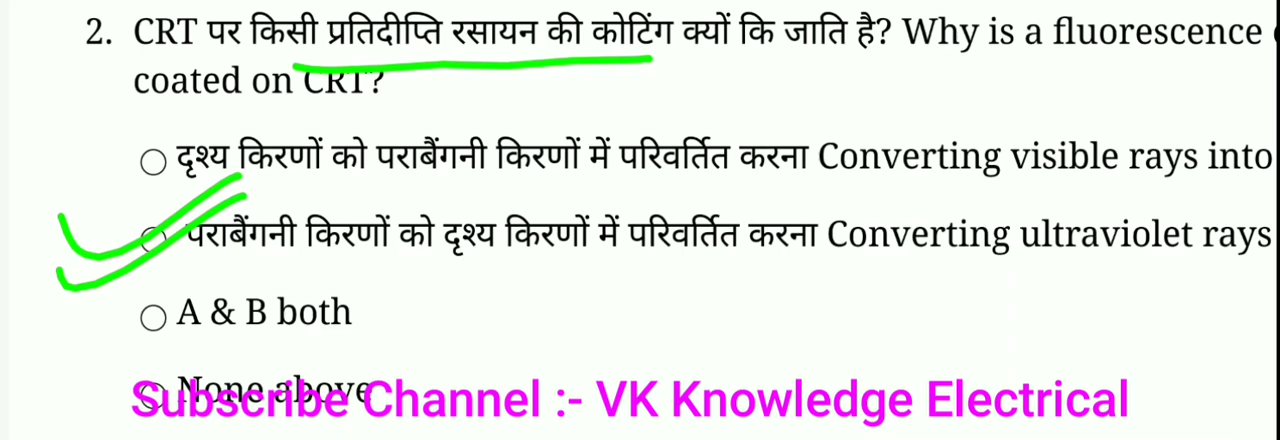 2. CRT पर किसी प्रतिदीप्ति रसायन की कोटिंग क्यों कि जाति है? Why is a fluorescence
coated on CRT?
दृश्य किरणों को पराबैंगनी किरणों में परिवर्तित करना Converting visible rays into
पराबैंगनी किरणों को दृश्य किरणों में परिवर्तित करना Converting ultraviolet rays
A & B both
None above
Subscribe Channel :- VK Knowledge Electrical